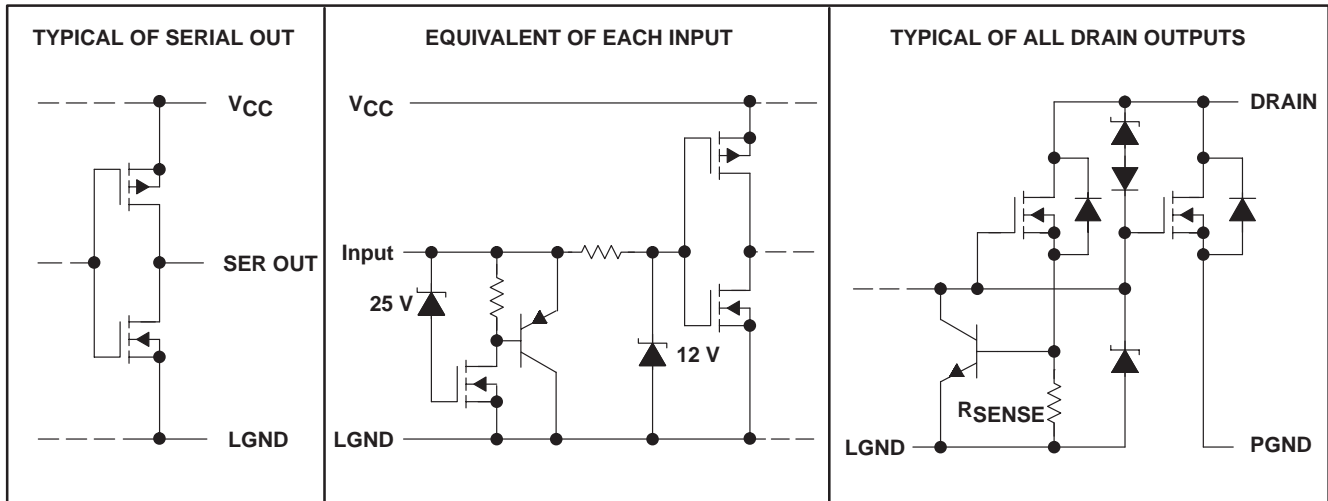 TYPICAL OF SERIAL OUT
VCC
SER OUT
LGND
EQUIVALENT OF EACH INPUT
VCC
Input
25 V
12 V
LGND
TYPICAL OF ALL DRAIN OUTPUTS
DRAIN
RSENSE
LGND
PGND